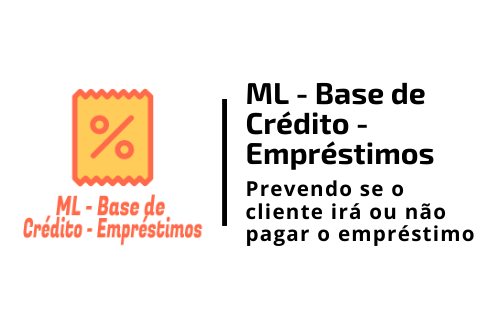 %
ML - Base de
Crédito - Empréstimos
ML - Base de
Crédito -
Empréstimos
Prevendo se o
cliente irá ou não
pagar o empréstimo